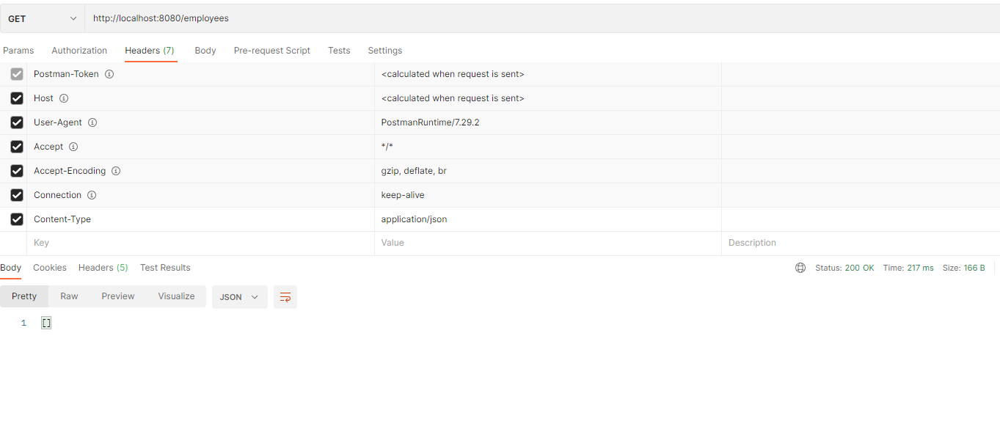 GET http://localhost:8080/employees
Params Authorization Headers (7) Body Pre-request Script Tests Settings
Postman-Token <calculated when request is sent>
Host <calculated when request is sent>
User-Agent PostmanRuntime/7.29.2
Accept */*
Accept-Encoding gzip, deflate, br
Connection keep-alive
Content-Type application/json
Key Value Description
Body Cookies Headers (5) Test Results Status: 200 OK Time: 217 ms Size: 166 B
Pretty Raw Preview Visualize JSON
1 []